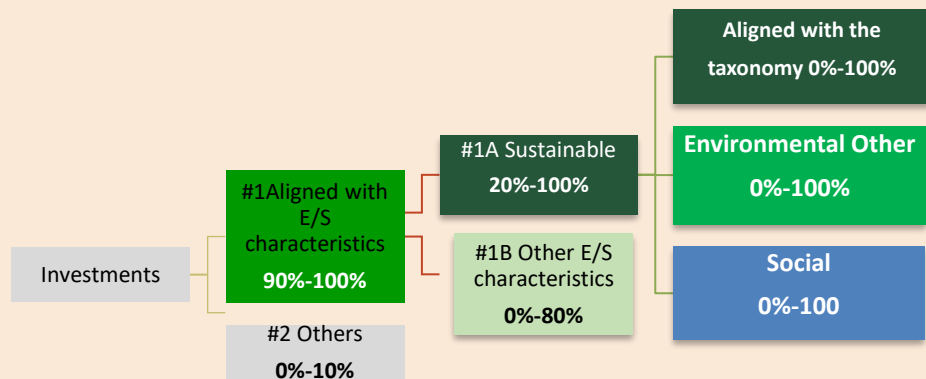 Investments
#1Aligned with
E/S
characteristics
90%-100%
#2 Others
0%-10%
#1A Sustainable
20%-100%
#1B Other E/S
characteristics
0%-80%
Aligned with the
taxonomy 0%-100%
Environmental Other
0%-100%
Social
0%-100